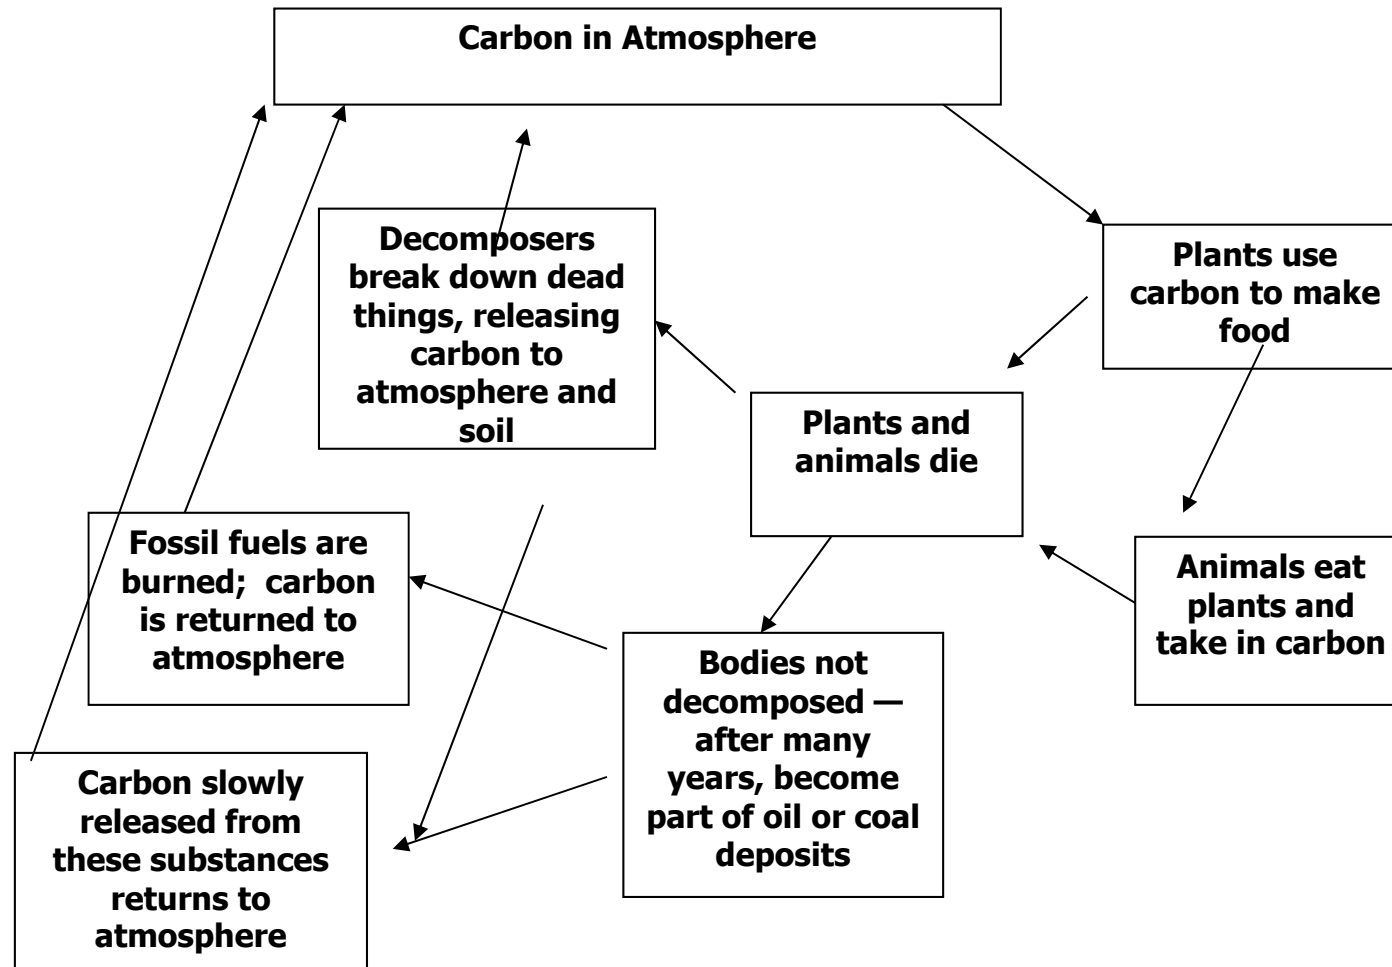 Carbon in Atmosphere
Decomposers
break down dead
things, releasing
carbon to
atmosphere and
soil
Plants use
carbon to make
food
Plants and
animals die
Fossil fuels are
burned;  carbon
is returned to
atmosphere
Animals eat
plants and
take in carbon
Bodies not
decomposed —
after many
years, become
part of oil or coal
deposits
Carbon slowly
released from
these substances
returns to
atmosphere